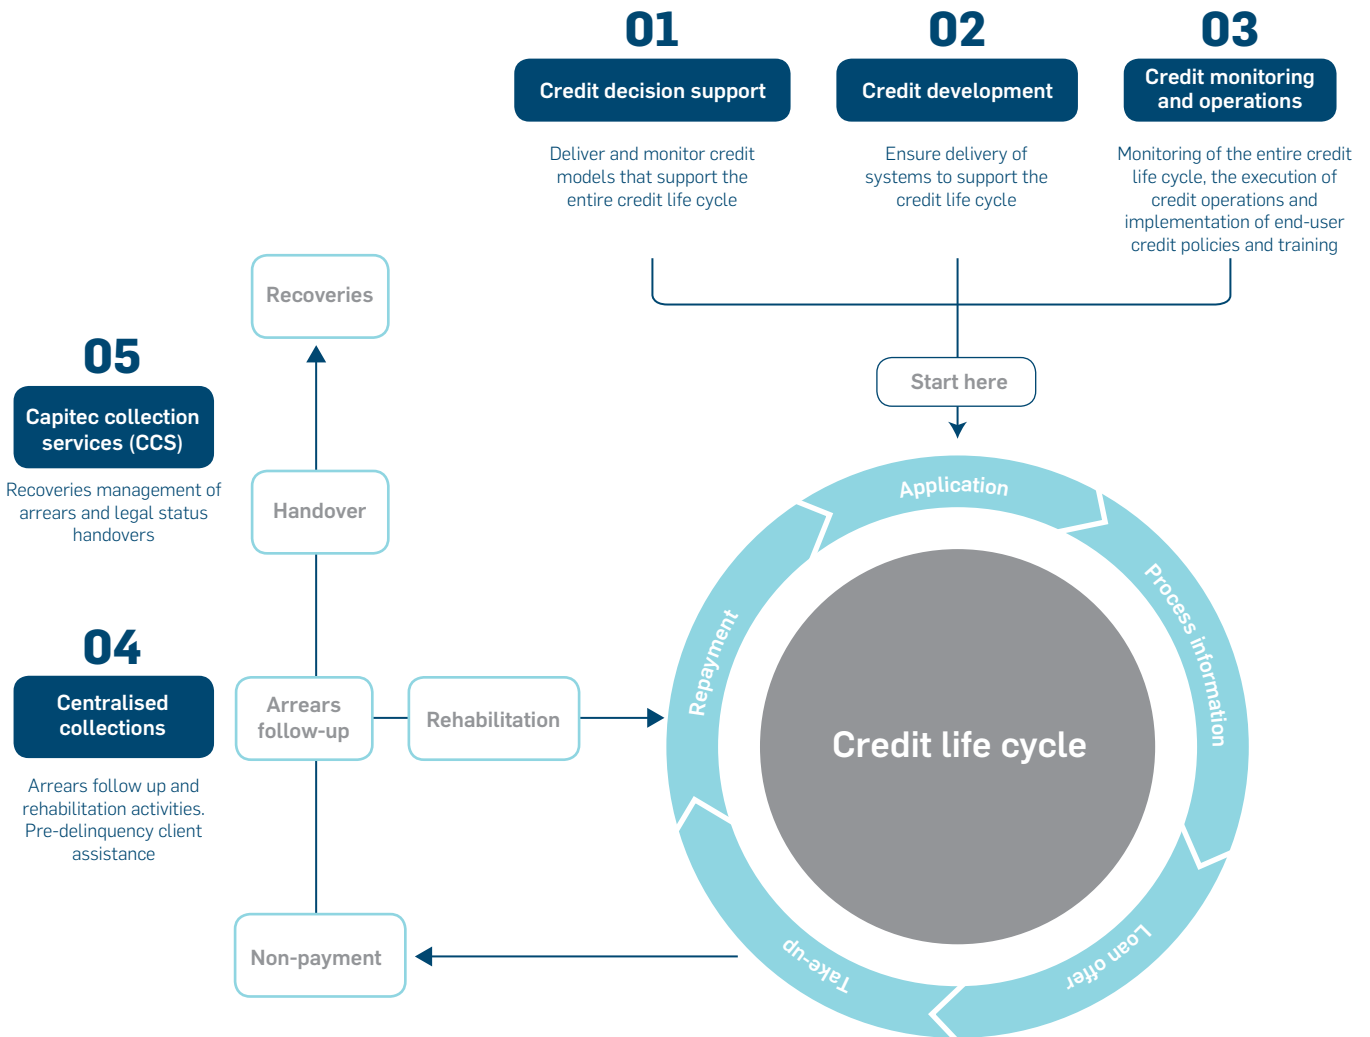 01
Credit decision support
Deliver and monitor credit
models that support the
entire credit life cycle
02
Credit development
Ensure delivery of
systems to support the
credit life cycle
03
Credit monitoring
and operations
Monitoring of the entire credit
life cycle, the execution of
credit operations and
implementation of end-user
credit policies and training
Start here
Application
Process information
Loan offer
Take-up
Repayment
Credit life cycle
Recoveries
05
Capitec collection
services (CCS)
Recoveries management of
arrears and legal status
handovers
Handover
04
Centralised
collections
Arrears follow up and
rehabilitation activities.
Pre-delinquency client
assistance
Arrears
follow-up
Rehabilitation
Non-payment